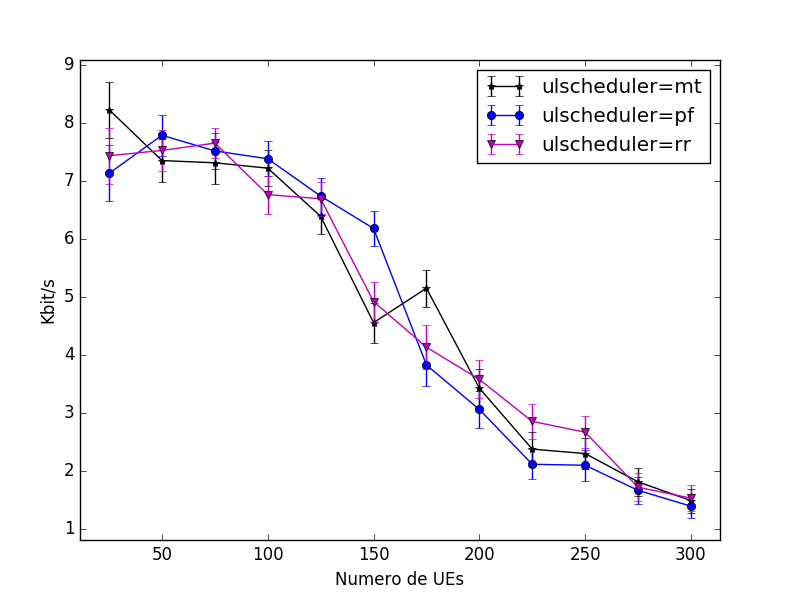 9
8
7
6
5
4
3
2
1
Kbit/s
ulscheduler=mt
ulscheduler=pf
ulscheduler=rr
50 100 150 200 250 300
Numero de UEs